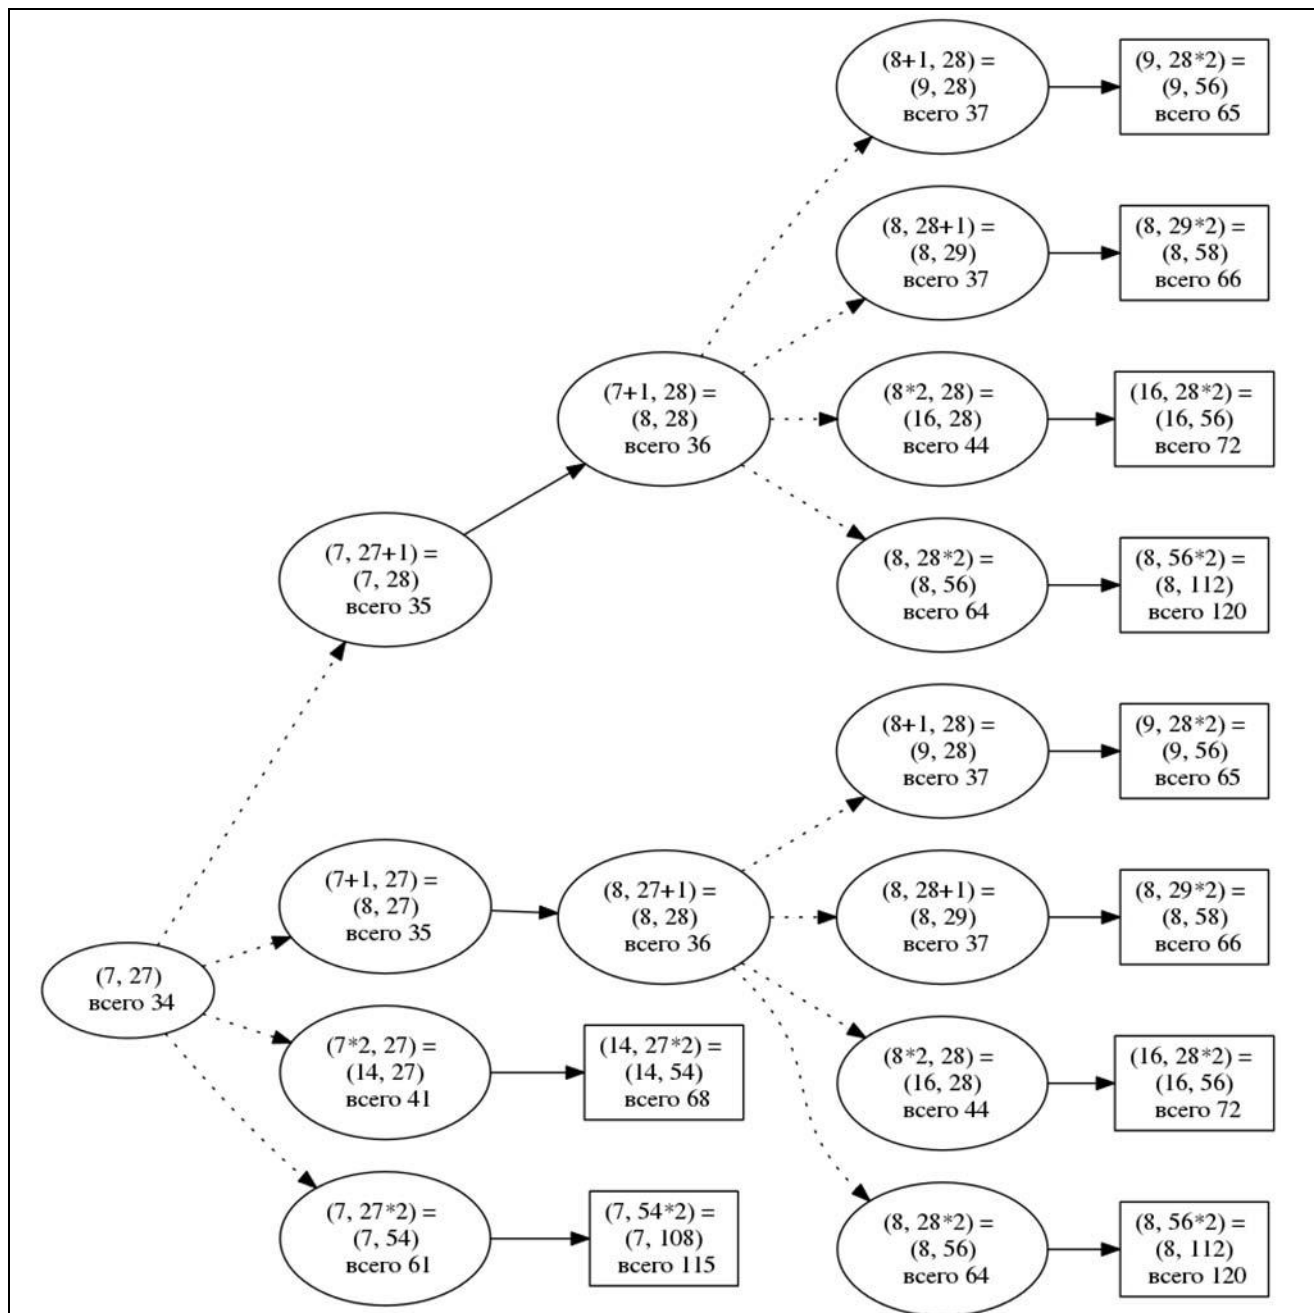 (8+1, 28) =
(9, 28)
всего 37
(9, 28*2) =
(9, 56)
всего 65
(8, 28+1) =
(8, 29)
всего 37
(8, 29*2) =
(8, 58)
всего 66
(7+1, 28) =
(8, 28)
всего 36
(8*2, 28) =
(16, 28)
всего 44
(16, 28*2) =
(16, 56)
всего 72
(7, 27+1) =
(7, 28)
всего 35
(8, 28*2) =
(8, 56)
всего 64
(8, 56*2) =
(8, 112)
всего 120
(8+1, 28) =
(9, 28)
всего 37
(9, 28*2) =
(9, 56)
всего 65
(7+1, 27) =
(8, 27)
всего 35
(8, 27+1) =
(8, 28)
всего 36
(8, 28+1) =
(8, 29)
всего 37
(8, 29*2) =
(8, 58)
всего 66
(7, 27)
всего 34
(7*2, 27) =
(14, 27)
всего 41
(14, 27*2) =
(14, 54)
всего 68
(8*2, 28) =
(16, 28)
всего 44
(16, 28*2) =
(16, 56)
всего 72
(7, 27*2) =
(7, 54)
всего 61
(7, 54*2) =
(7, 108)
всего 115
(8, 28*2) =
(8, 56)
всего 64
(8, 56*2) =
(8, 112)
всего 120